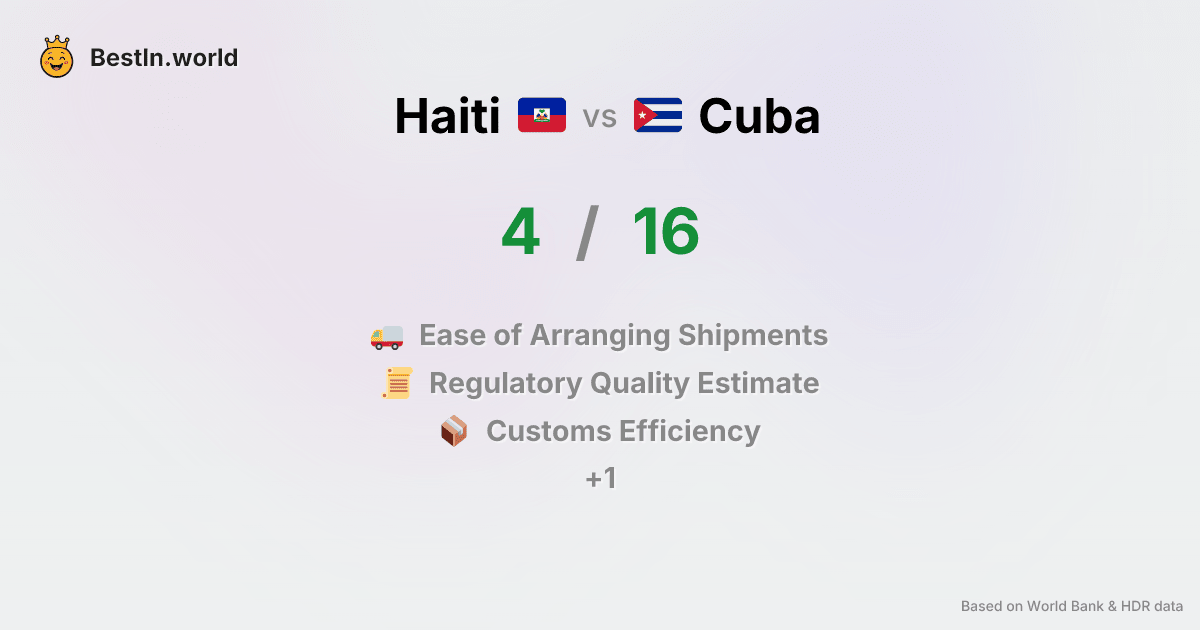 BestIn.world
Haiti vs Cuba
4 / 16
Ease of Arranging Shipments
Regulatory Quality Estimate
Customs Efficiency
+1
Based on World Bank & HDR data